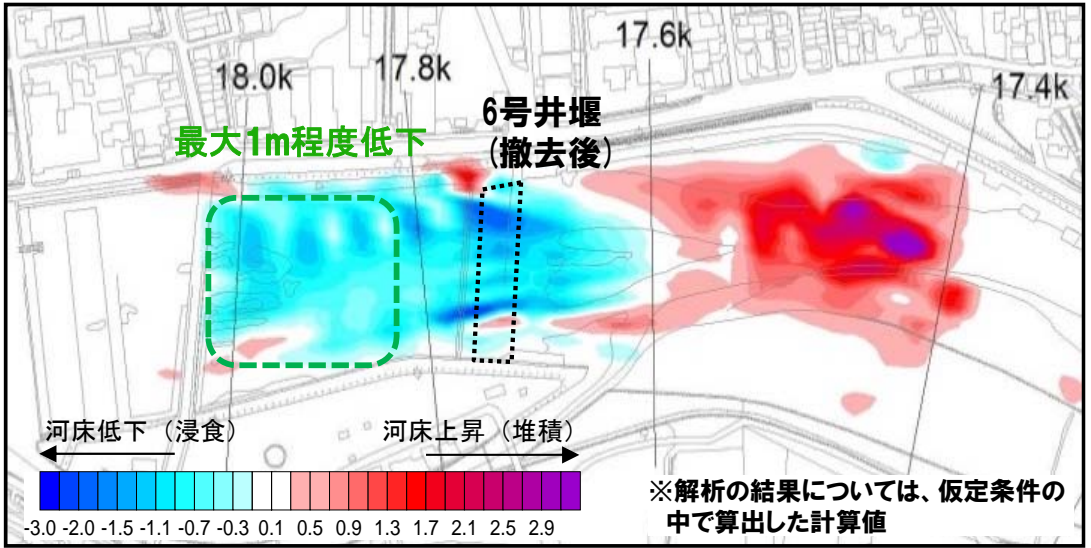 18.0k
17.8k
17.6k
17.4k
最大1m程度低下
6号井堰
(撤去後)
河床低下（浸食）
河床上昇（堆積）
-3.0 -2.0 -1.5 -1.1 -0.7 -0.3 0.1 0.5 0.9 1.3 1.7 2.1 2.5 2.9
※解析の結果については、仮定条件の
中で算出した計算値